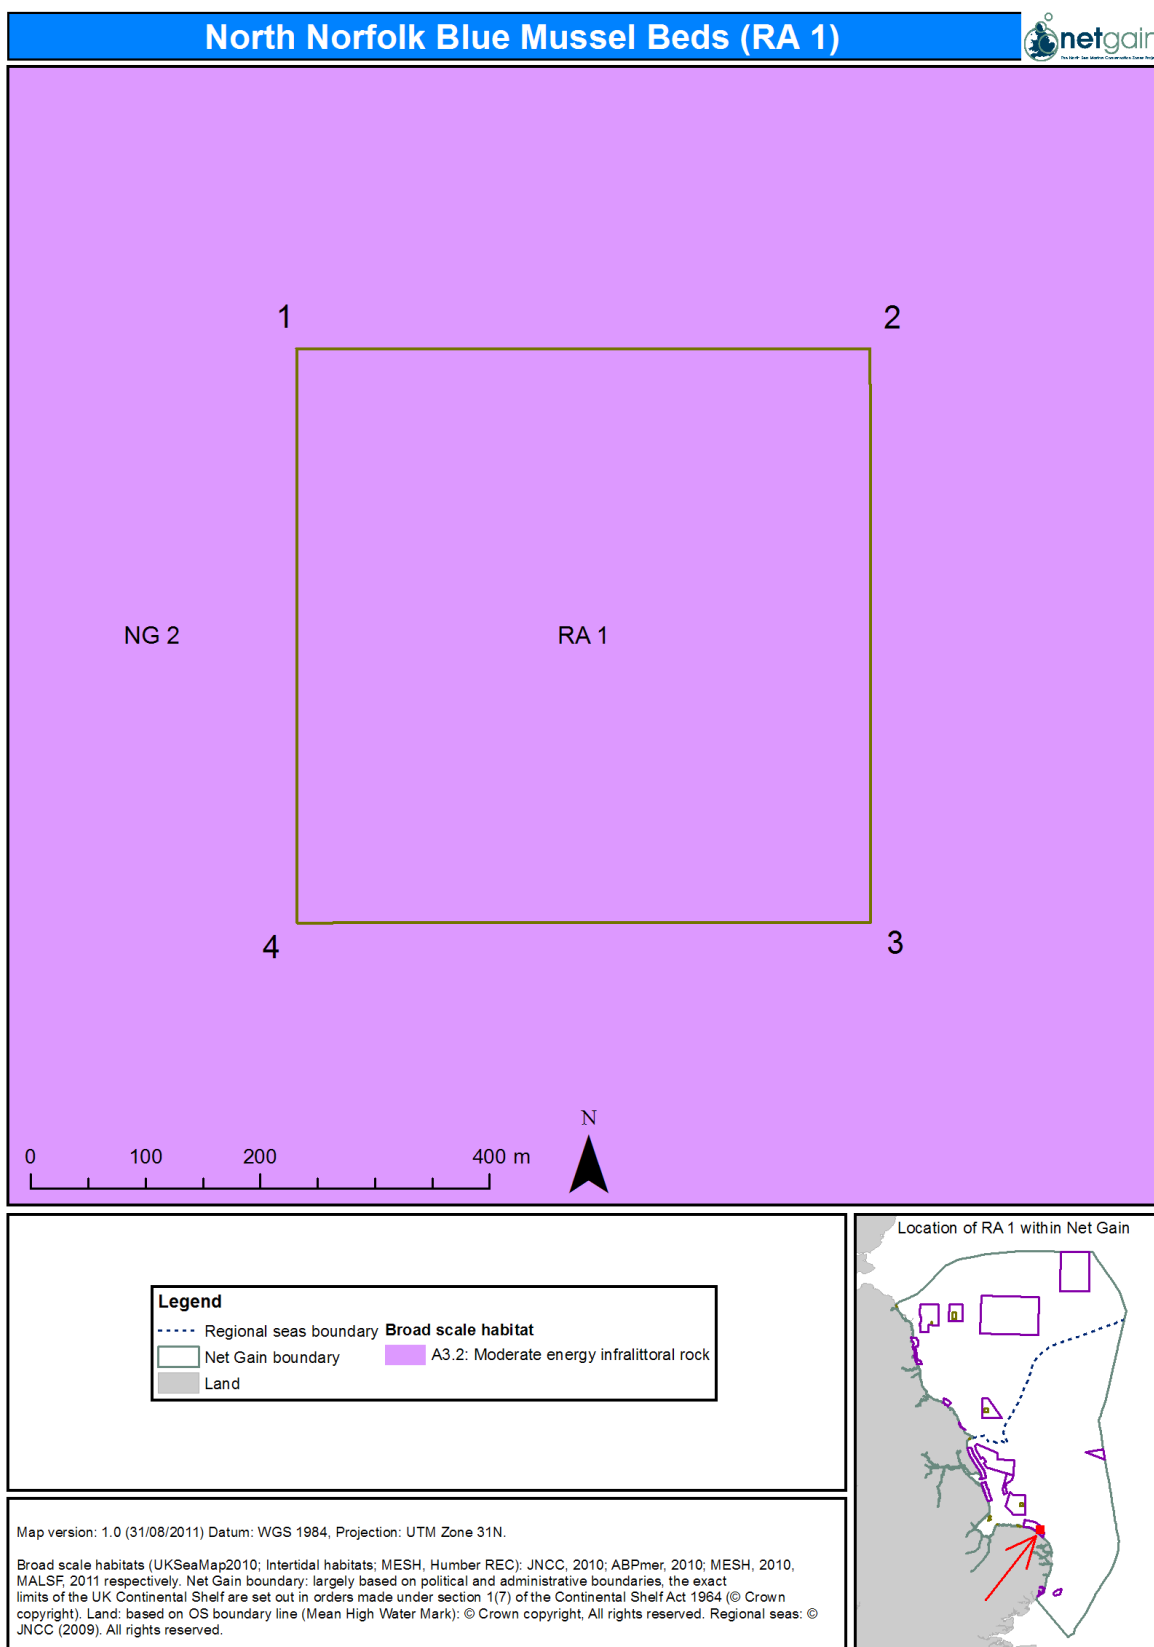 North Norfolk Blue Mussel Beds (RA 1)
netgain
1
2
NG 2
RA 1
4
3
N
0 100 200 400 m
Location of RA 1 within Net Gain
Legend
Regional seas boundary
Net Gain boundary
Land
Broad scale habitat
A3.2: Moderate energy infralittoral rock
Map version: 1.0 (31/08/2011) Datum: WGS 1984, Projection: UTM Zone 31N.
Broad scale habitats (UKSeaMap2010; Intertidal habitats; MESH, Humber REC): JNCC, 2010; ABPmer, 2010; MESH, 2010,
MALSF, 2011 respectively. Net Gain boundary: largely based on political and administrative boundaries, the exact
limits of the UK Continental Shelf are set out in orders made under section 1(7) of the Continental Shelf Act 1964 (© Crown
copyright). Land: based on OS boundary line (Mean High Water Mark): © Crown copyright, All rights reserved. Regional seas: ©
JNCC (2009). All rights reserved.